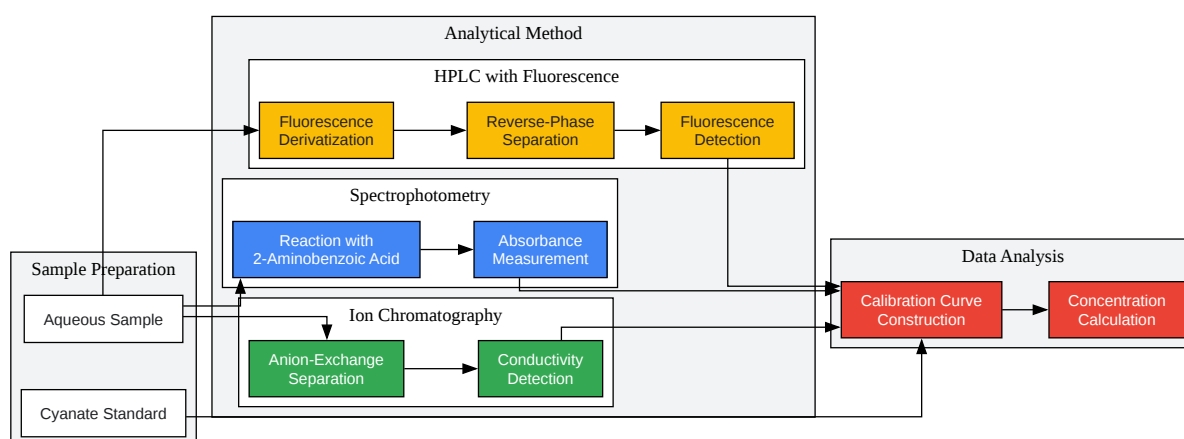 Analytical Method
HPLC with Fluorescence
Fluorescence
Derivatization
Reverse-Phase
Separation
Fluorescence
Detection
Spectrophotometry
Reaction with
2-Aminobenzoic Acid
Absorbance
Measurement
Sample Preparation
Aqueous Sample
Cyanate Standard
Ion Chromatography
Anion-Exchange
Separation
Conductivity
Detection
Data Analysis
Calibration Curve
Construction
Concentration
Calculation